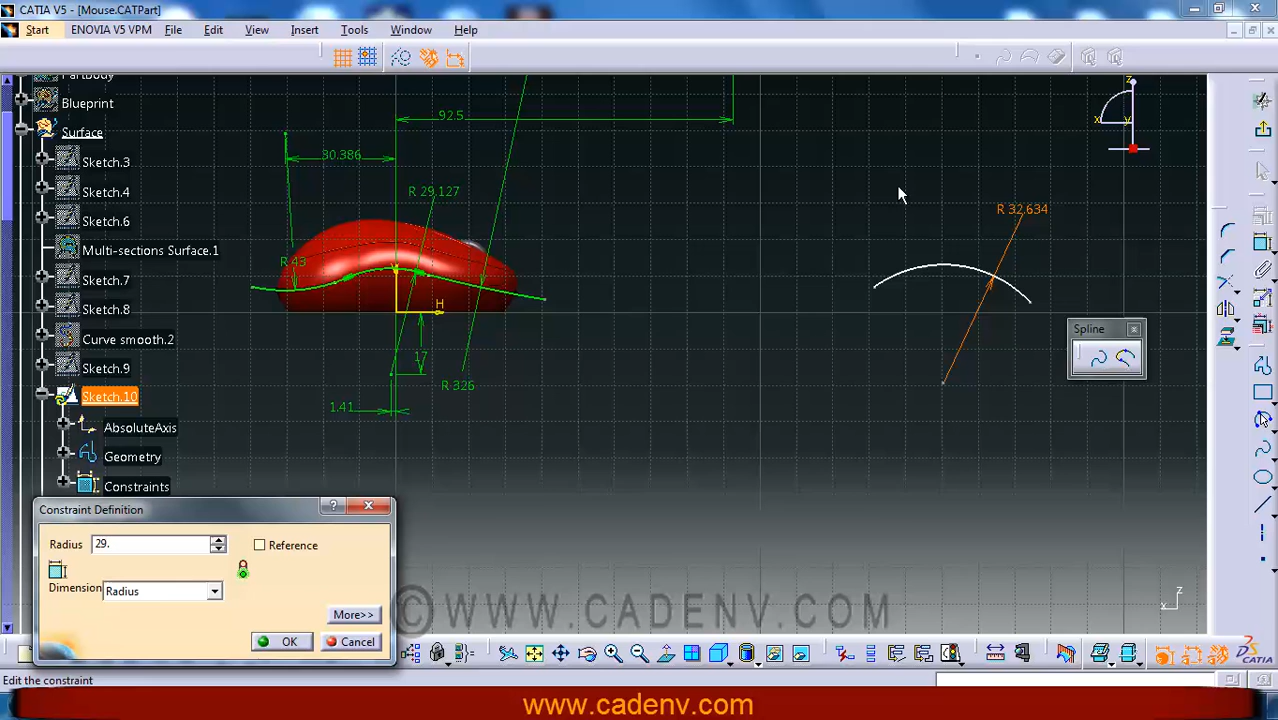 CATIA V5 - [Mouse.CATPart]
Start
ENOVIA V5 VPM
File
Edit
View
Insert
Tools
Window
Help
PartBody
Blueprint
Surface
Sketch.3
Sketch.4
Sketch.6
Multi-sections Surface.1
Sketch.7
Sketch.8
Curve smooth.2
Sketch.9
Sketch.10
AbsoluteAxis
Geometry
Constraints
925
30.386
R 29.127
R 43
H
17
R 326
1.41
R 32.634
z
x
y
Spline
Constraint Definition
?
Radius
29.
Reference
Dimension
Radius
More>>
OK
Cancel
©WWW.CADENV.COM
z
x
CATIA
Edit the constraint
www.cadenv.com